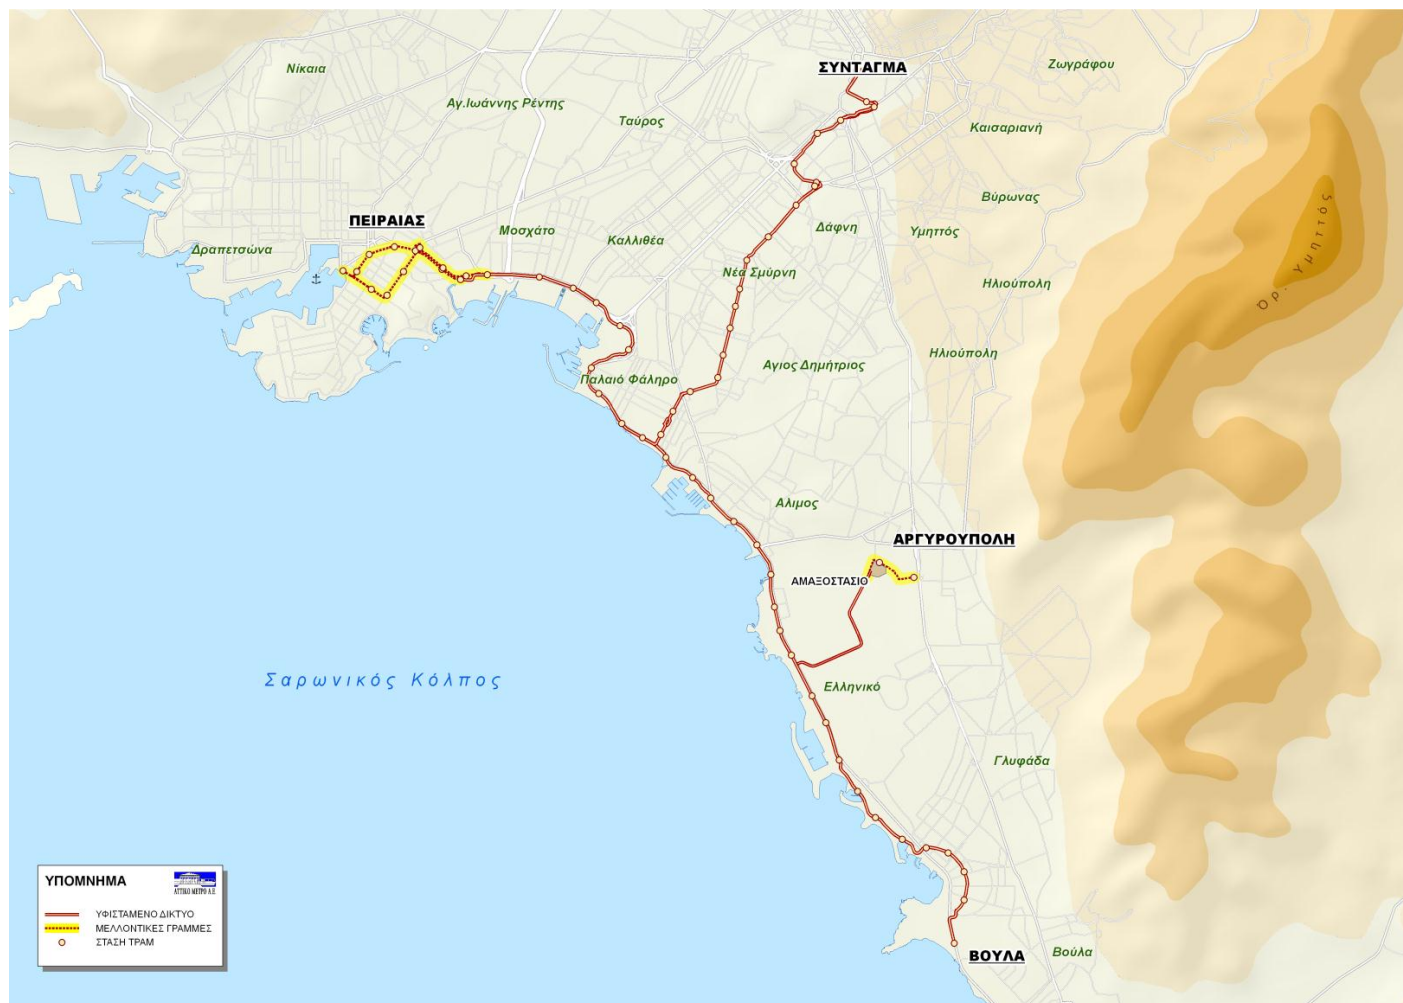 ΣΥΝΤΑΓΜΑ
Ζωγράφου
Νίκαια
Αγ.Ιωάννης Ρέντης
Ταύρος
Καισαριανή
Βύρωνας
ΠΕΙΡΑΙΑΣ
Δραπετσώνα
Μοσχάτο
Καλλιθέα
Δάφνη
Υμηττός
Όρ. Υμηττός
Νέα Σμύρνη
Ηλιούπολη
Ηλιούπολη
Παλαιό Φάληρο
Αγιος Δημήτριος
Αλιμος
ΑΡΓΥΡΟΥΠΟΛΗ
ΑΜΑΞΟΣΤΑΣΙΟ
Σαρωνικός Κόλπος
Ελληνικό
Γλυφάδα
ΒΟΥΛΑ
Βούλα
ΥΠΟΜΝΗΜΑ
ΑΤΤΙΚΟ ΜΕΤΡΟ Α.Ε
ΥΦΙΣΤΑΜΕΝΟ ΔΙΚΤΥΟ
ΜΕΛΛΟΝΤΙΚΕΣ ΓΡΑΜΜΕΣ
ΣΤΑΣΗ ΤΡΑΜ